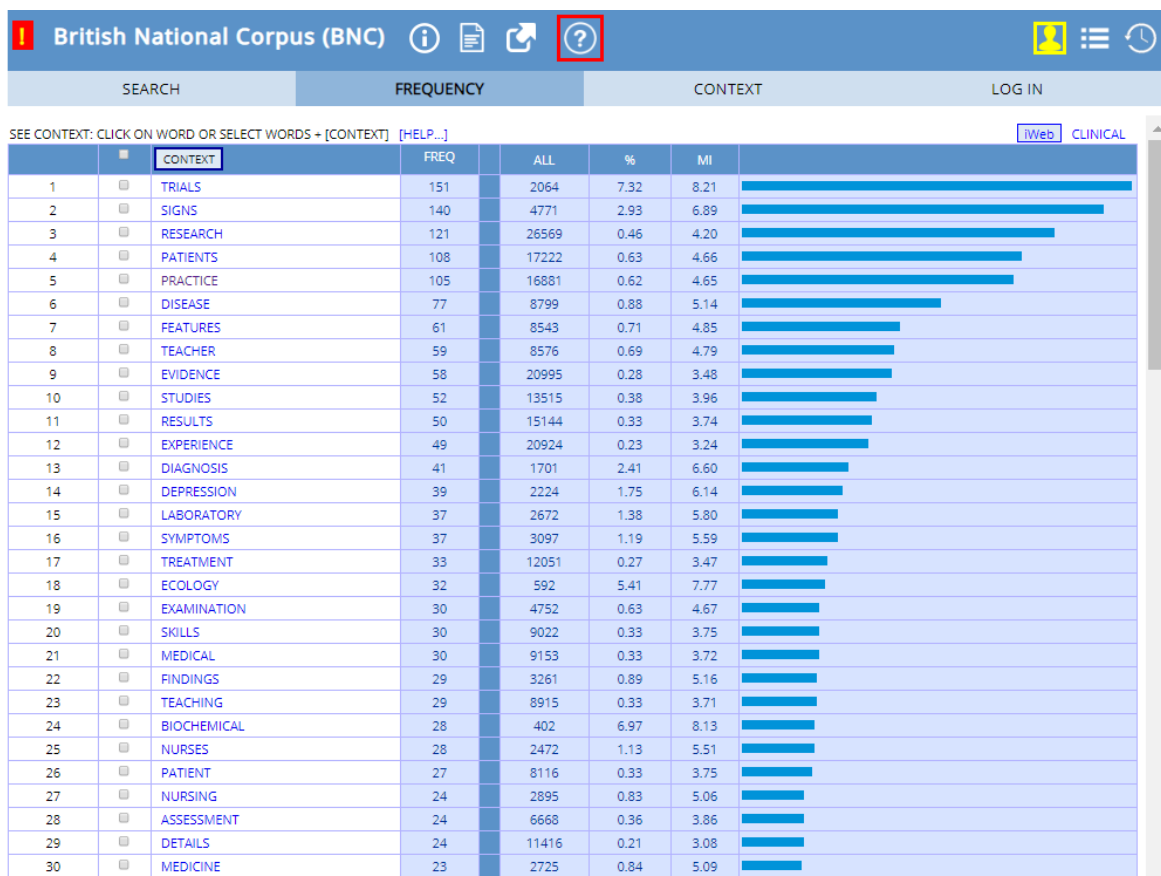 ! British National Corpus (BNC) i ?
SEARCH FREQUENCY CONTEXT LOG IN
SEE CONTEXT: CLICK ON WORD OR SELECT WORDS + [CONTEXT] [HELP...] iWeb CLINICAL
CONTEXT FREQ ALL % MI
1 TRIALS 151 2064 7.32 8.21
2 SIGNS 140 4771 2.93 6.89
3 RESEARCH 121 26569 0.46 4.20
4 PATIENTS 108 17222 0.63 4.66
5 PRACTICE 105 16881 0.62 4.65
6 DISEASE 77 8799 0.88 5.14
7 FEATURES 61 8543 0.71 4.85
8 TEACHER 59 8576 0.69 4.79
9 EVIDENCE 58 20995 0.28 3.48
10 STUDIES 52 13515 0.38 3.96
11 RESULTS 50 15144 0.33 3.74
12 EXPERIENCE 49 20924 0.23 3.24
13 DIAGNOSIS 41 1701 2.41 6.60
14 DEPRESSION 39 2224 1.75 6.14
15 LABORATORY 37 2672 1.38 5.80
16 SYMPTOMS 37 3097 1.19 5.59
17 TREATMENT 33 12051 0.27 3.47
18 ECOLOGY 32 592 5.41 7.77
19 EXAMINATION 30 4752 0.63 4.67
20 SKILLS 30 9022 0.33 3.75
21 MEDICAL 30 9153 0.33 3.72
22 FINDINGS 29 3261 0.89 5.16
23 TEACHING 29 8915 0.33 3.71
24 BIOCHEMICAL 28 402 6.97 8.13
25 NURSES 28 2472 1.13 5.51
26 PATIENT 27 8116 0.33 3.75
27 NURSING 24 2895 0.83 5.06
28 ASSESSMENT 24 6668 0.36 3.86
29 DETAILS 24 11416 0.21 3.08
30 MEDICINE 23 2725 0.84 5.09